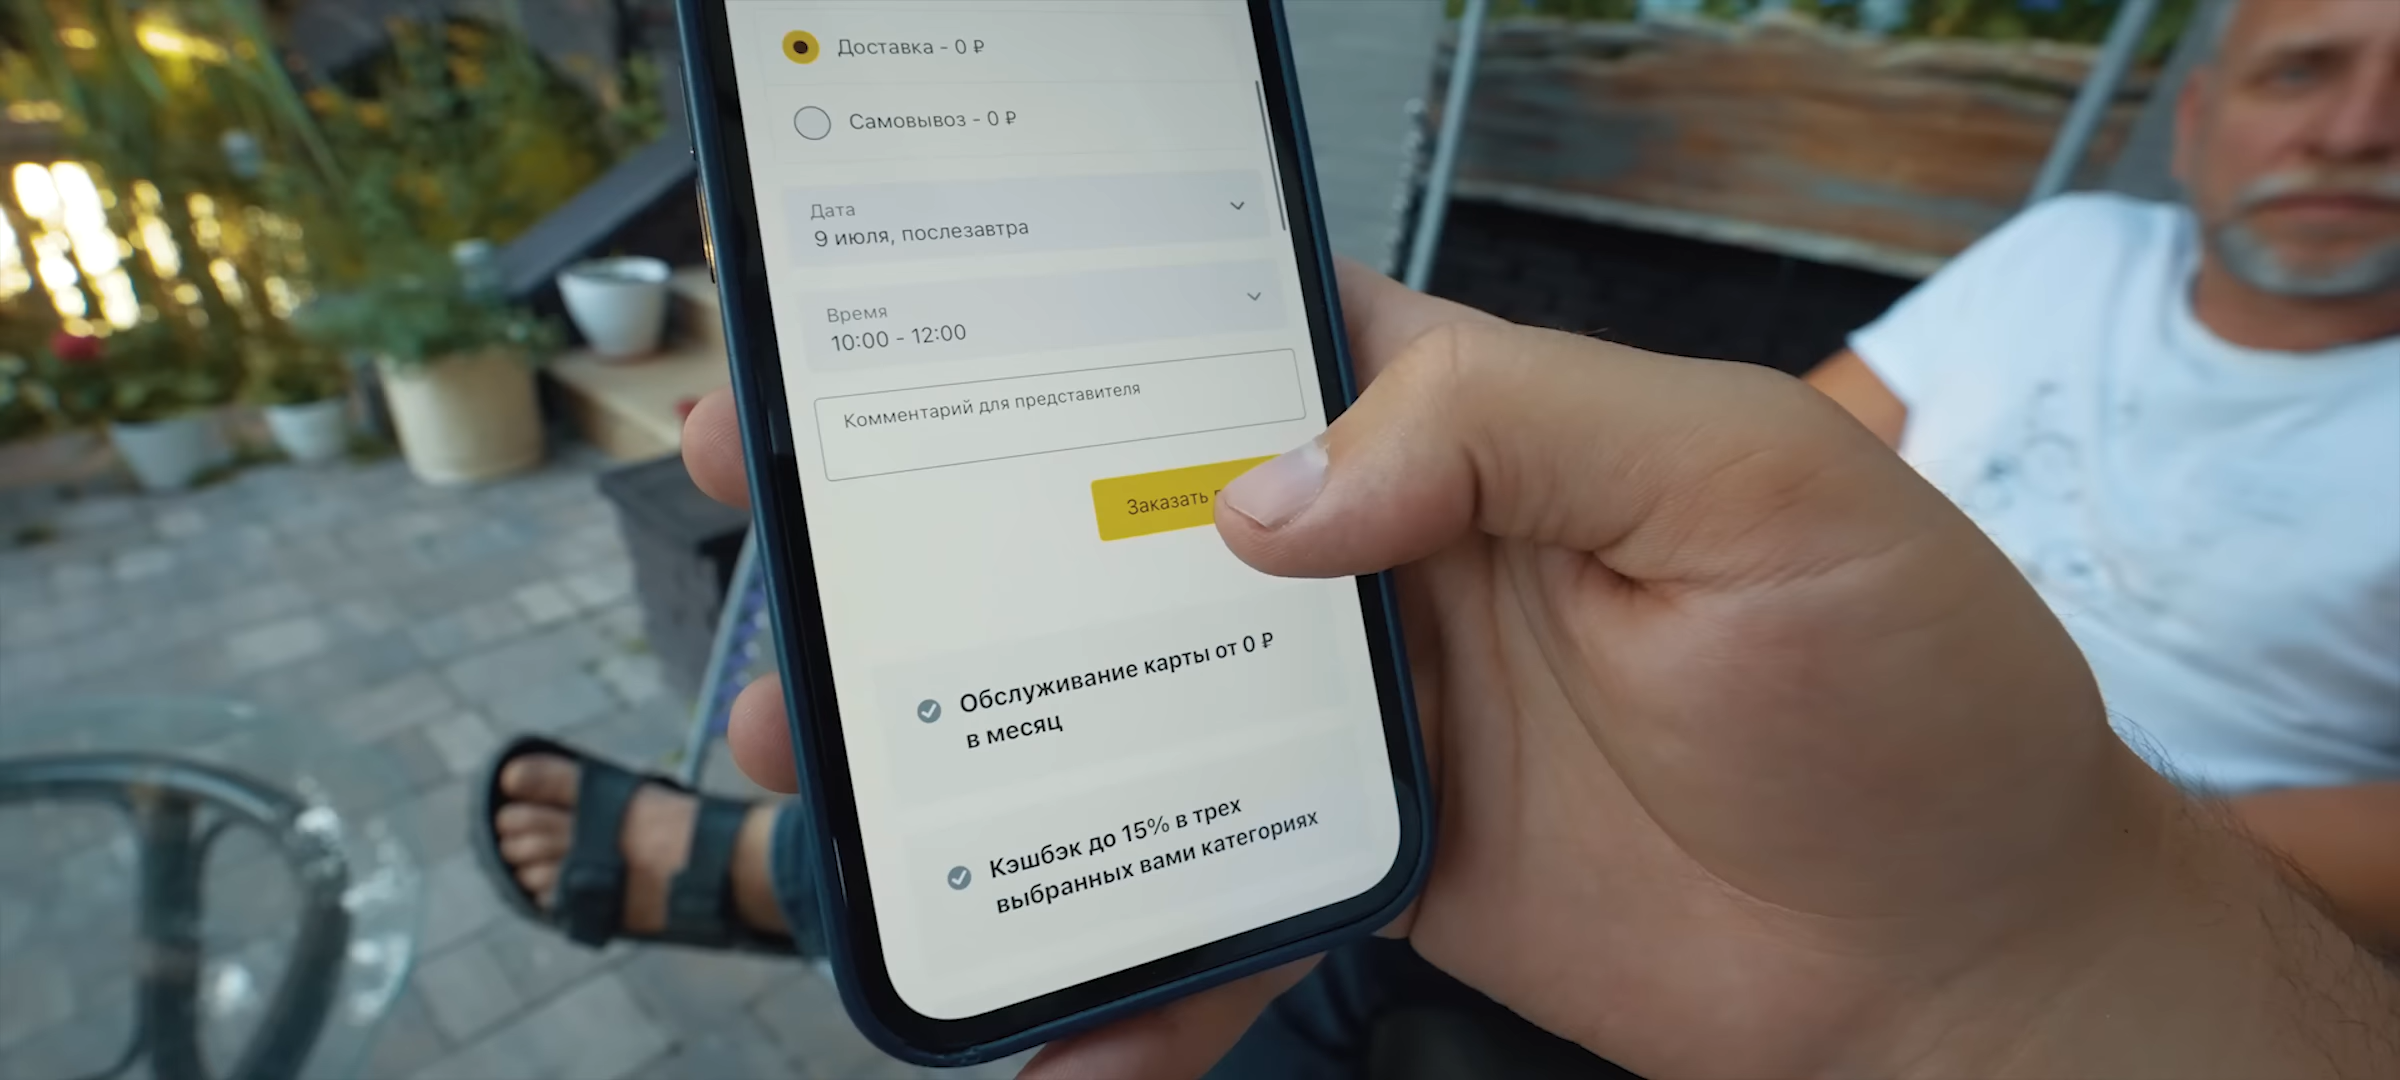 Доставка - 0 ₽
Самовывоз - 0 ₽
Дата
9 июля, послезавтра
Время
10:00 - 12:00
Комментарий для представителя
Заказать
Обслуживание карты от 0 ₽
в месяц
Кэшбэк до 15% в трех
выбранных вами категориях